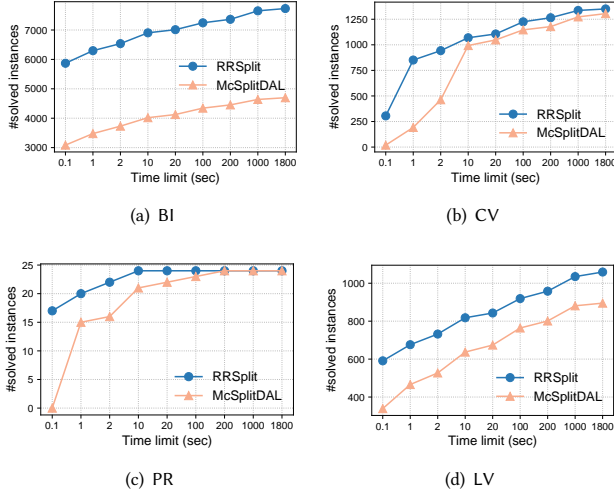 #solved instances
7000
6000
5000
4000
3000
RRSplit
McSplitDAL
0.1 1 2 10 20 100 200 1000 1800
Time limit (sec)
(a) BI
#solved instances
1250
1000
750
500
250
0
RRSplit
McSplitDAL
0.1 1 2 10 20 100 200 1000 1800
Time limit (sec)
(b) CV
#solved instances
25
20
15
10
5
0
RRSplit
McSplitDAL
0.1 1 2 10 20 100 200 1000 1800
Time limit (sec)
(c) PR
#solved instances
1000
800
600
400
RRSplit
McSplitDAL
0.1 1 2 10 20 100 200 1000 1800
Time limit (sec)
(d) LV